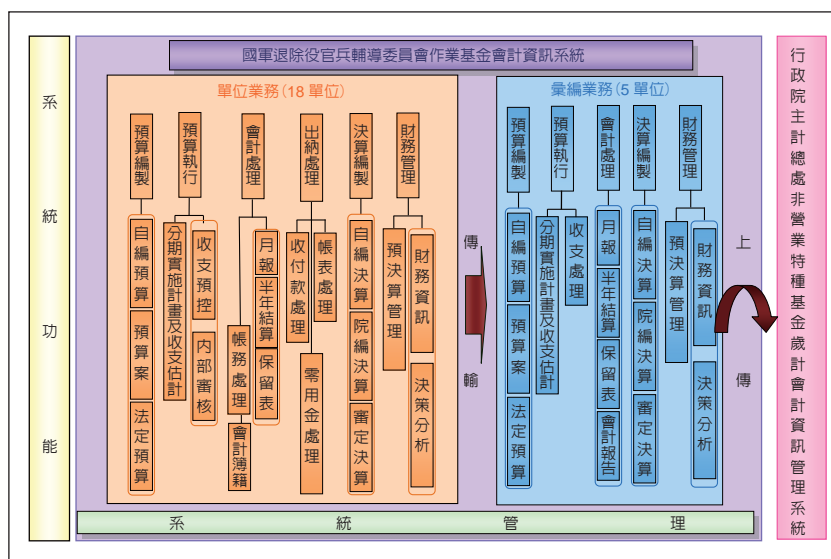 國軍退除役官兵輔導委員會作業基金會計資訊系統
系統功能
單位業務(18 單位)
預算編製
自編預算
預算案
法定預算
預算執行
分期實施計畫及收支估計
收支預控
內部審核
會計處理
帳務處理
會計簿籍
月報
半年結算
保留表
出納處理
收付款處理
帳表處理
零用金處理
決算編製
自編決算
院編決算
審定決算
財務管理
預決算管理
財務資訊
決策分析
傳輸
彙編業務(5 單位)
預算編製
自編預算
預算案
法定預算
預算執行
分期實施計畫及收支估計
收支處理
會計處理
月報
半年結算
保留表
會計報告
決算編製
自編決算
院編決算
審定決算
財務管理
預決算管理
財務資訊
決策分析
上傳
行政院主計總處非營業特種基金歲計會計資訊管理系統
系統管理